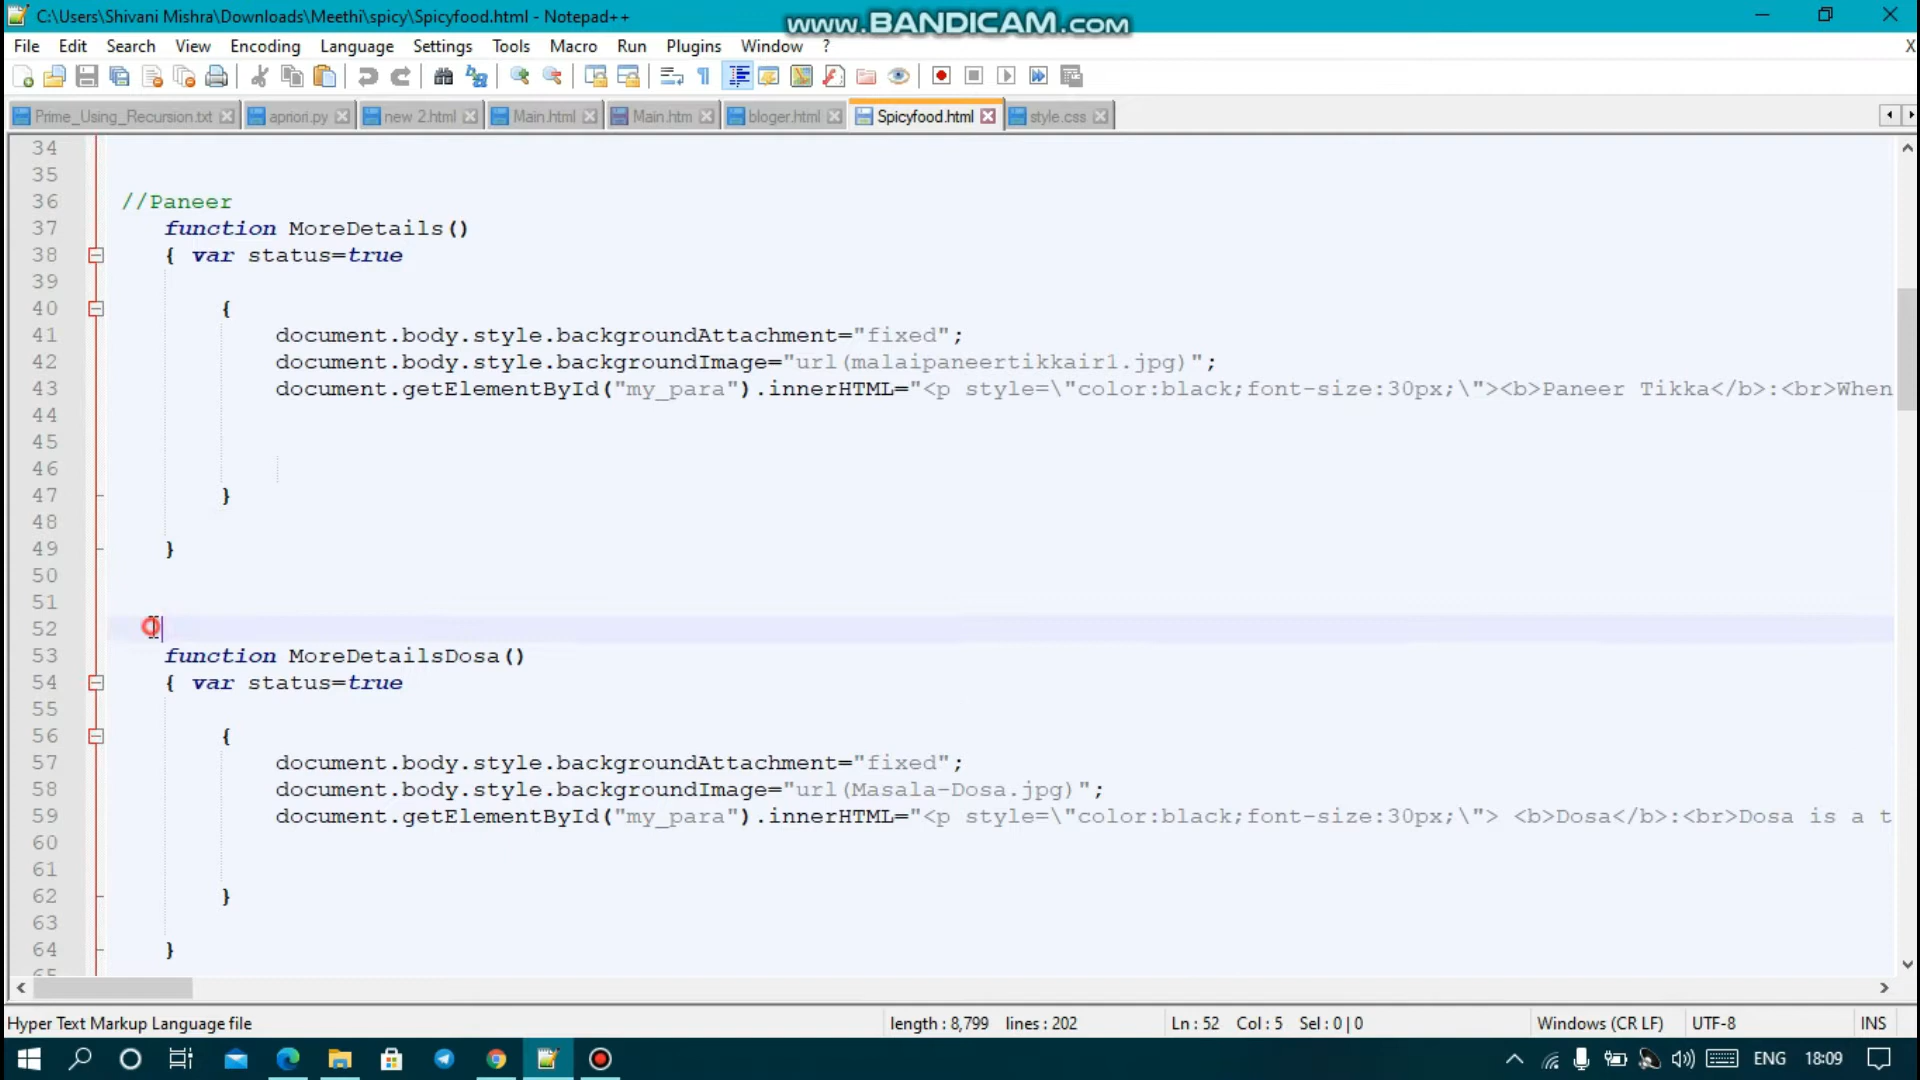 C:\Users\Shivani Mishra\Downloads\Meethi\spicy\Spicyfood.html - Notepad++
www.BANDICAM.com
File Edit Search View Encoding Language Settings Tools Macro Run Plugins Window ? X
Prime_Using_Recursion.txt apriori.py new 2.html Main.html Main.htm bloger.html Spicyfood.html style.css
34
35
36 //Paneer
37 function MoreDetails()
38 { var status=true
39
40 {
41 document.body.style.backgroundAttachment="fixed";
42 document.body.style.backgroundImage="url(malaipaneertikkair1.jpg)";
43 document.getElementById("my_para").innerHTML="<p style=\"color:black;font-size:30px;\"><b>Paneer Tikka</b>:<br>When
44
45
46
47 }
48
49 }
50
51
52
53 function MoreDetailsDosa()
54 { var status=true
55
56 {
57 document.body.style.backgroundAttachment="fixed";
58 document.body.style.backgroundImage="url(Masala-Dosa.jpg)";
59 document.getElementById("my_para").innerHTML="<p style=\"color:black;font-size:30px;\"> <b>Dosa</b>:<br>Dosa is a t
60
61
62 }
63
64 }
65
Hyper Text Markup Language file length : 8,799 lines : 202 Ln : 52 Col : 5 Sel : 0 | 0 Windows (CR LF) UTF-8 INS
ENG 18:09